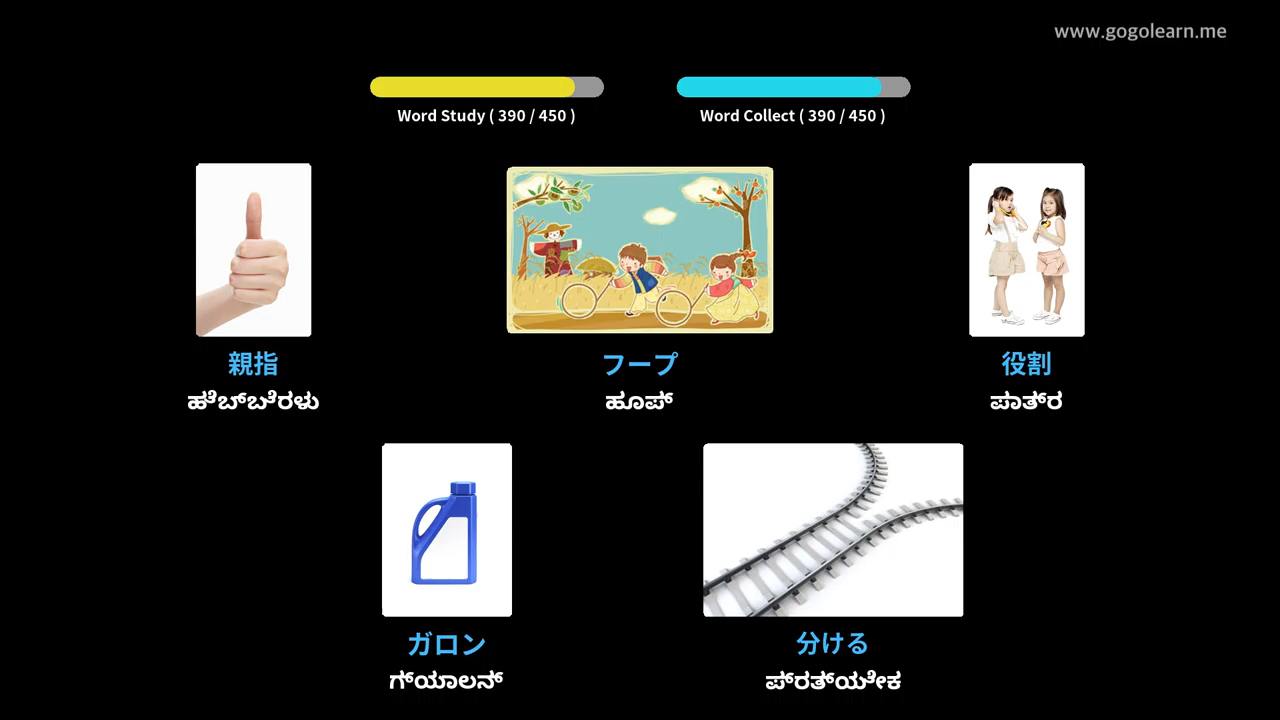 www.gogolearn.me
Word Study ( 390 / 450 )
Word Collect ( 390 / 450 )
親指
ಹೆಬ್ಬೆರಳು
フープ
ಹೂಪ್
役割
ಪಾತ್ರ
ガロン
ಗ್ಯಾಲನ್
分ける
ಪ್ರತ್ಯೇಕ